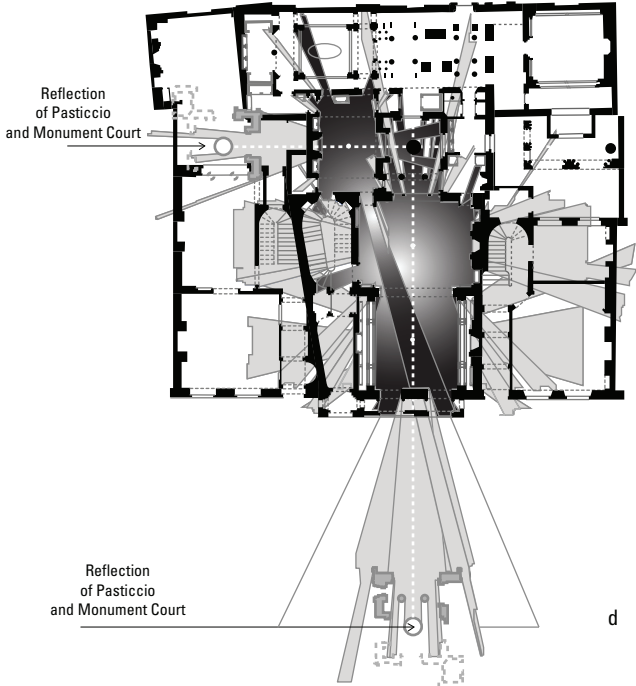 Reflection
of Pasticcio
and Monument Court
Reflection
of Pasticcio
and Monument Court
d